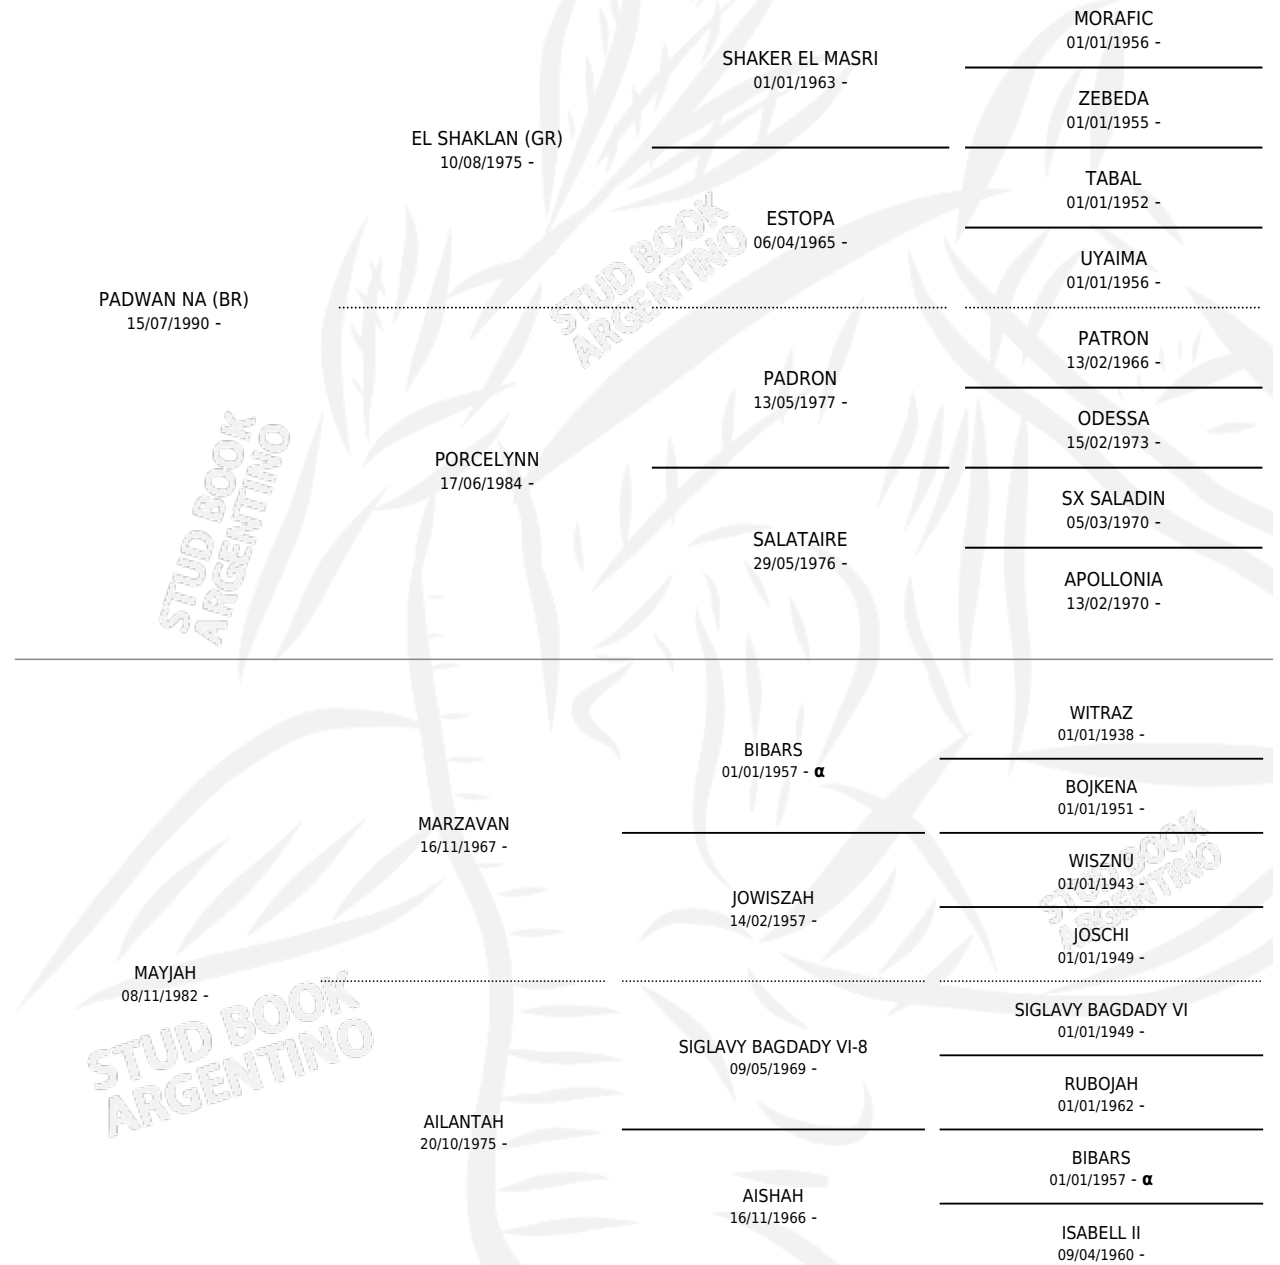 MORAFIC
01/01/1956 -
SHAKER EL MASRI
01/01/1963 -
ZEBEDA
01/01/1955 -
EL SHAKLAN (GR)
10/08/1975 -
TABAL
01/01/1952 -
ESTOPA
06/04/1965 -
UYAIMA
01/01/1956 -
PADWAN NA (BR)
15/07/1990 -
PATRON
13/02/1966 -
PADRON
13/05/1977 -
ODESSA
15/02/1973 -
PORCELYNN
17/06/1984 -
SX SALADIN
05/03/1970 -
SALATAIRE
29/05/1976 -
APOLLONIA
13/02/1970 -
WITRAZ
01/01/1938 -
BIBARS
01/01/1957 - α
BOJKENA
01/01/1951 -
MARZAVAN
16/11/1967 -
WISZNU
01/01/1943 -
JOWISZAH
14/02/1957 -
JOSCHI
01/01/1949 -
MAYJAH
08/11/1982 -
SIGLAVY BAGDADY VI
01/01/1949 -
SIGLAVY BAGDADY VI-8
09/05/1969 -
RUBOJAH
01/01/1962 -
AILANTAH
20/10/1975 -
BIBARS
01/01/1957 - α
AISHAH
16/11/1966 -
ISABELL II
09/04/1960 -
STUD BOOK
ARGENTINO
STUD BOOK
ARGENTINO
STUD BOOK
ARGENTINO
STUD BOOK
ARGENTINO